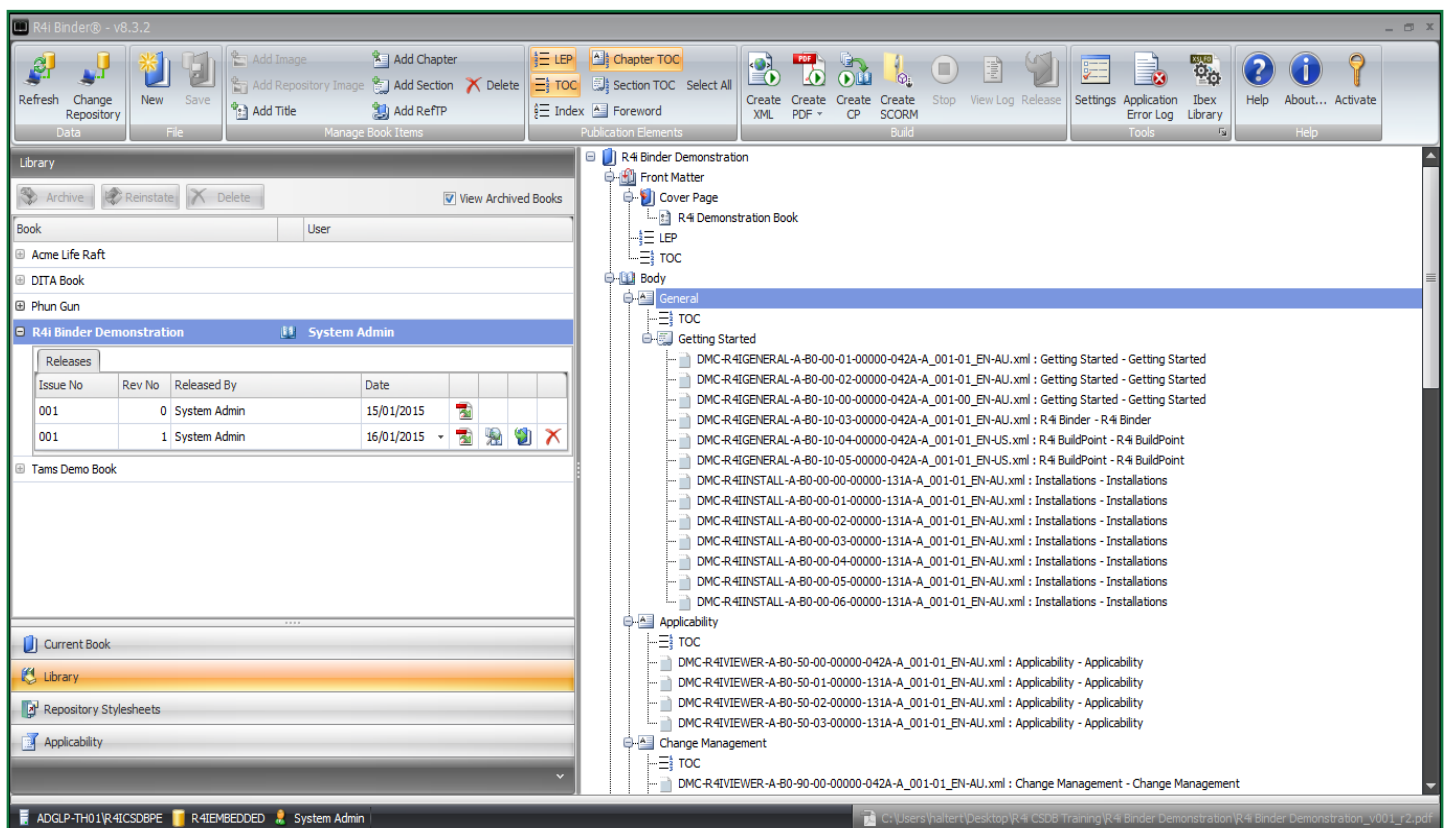 R4i Binder® - v8.3.2
Refresh
Change Repository
Data
New
Save
File
Add Image
Add Repository Image
Add Title
Add Chapter
Add Section
Add RefTP
Delete
Manage Book Items
LEP
TOC
Index
Chapter TOC
Section TOC
Foreword
Select All
Publication Elements
Create XML
Create PDF
Create CP
Create SCORM
Stop
View Log
Release
Build
Settings
Application Error Log
Ibex Library
Tools
Help
About...
Activate
Help
Library
Archive
Reinstate
Delete
View Archived Books
Book User
Acme Life Raft
DITA Book
Phun Gun
R4i Binder Demonstration System Admin
Releases
Issue No Rev No Released By Date
001 0 System Admin 15/01/2015
001 1 System Admin 16/01/2015
Tams Demo Book
Current Book
Library
Repository Stylesheets
Applicability
R4i Binder Demonstration
Front Matter
Cover Page
R4i Demonstration Book
LEP
TOC
Body
General
TOC
Getting Started
DMC-R4IGENERAL-A-B0-00-01-00000-042A-A_001-01_EN-AU.xml : Getting Started - Getting Started
DMC-R4IGENERAL-A-B0-00-02-00000-042A-A_001-01_EN-AU.xml : Getting Started - Getting Started
DMC-R4IGENERAL-A-B0-10-00-00000-042A-A_001-00_EN-AU.xml : Getting Started - Getting Started
DMC-R4IGENERAL-A-B0-10-03-00000-042A-A_001-01_EN-AU.xml : R4i Binder - R4i Binder
DMC-R4IGENERAL-A-B0-10-04-00000-042A-A_001-01_EN-US.xml : R4i BuildPoint - R4i BuildPoint
DMC-R4IGENERAL-A-B0-10-05-00000-042A-A_001-01_EN-US.xml : R4i BuildPoint - R4i BuildPoint
DMC-R4IINSTALL-A-B0-00-00-00000-131A-A_001-01_EN-AU.xml : Installations - Installations
DMC-R4IINSTALL-A-B0-00-01-00000-131A-A_001-01_EN-AU.xml : Installations - Installations
DMC-R4IINSTALL-A-B0-00-02-00000-131A-A_001-01_EN-AU.xml : Installations - Installations
DMC-R4IINSTALL-A-B0-00-03-00000-131A-A_001-01_EN-AU.xml : Installations - Installations
DMC-R4IINSTALL-A-B0-00-04-00000-131A-A_001-01_EN-AU.xml : Installations - Installations
DMC-R4IINSTALL-A-B0-00-05-00000-131A-A_001-01_EN-AU.xml : Installations - Installations
DMC-R4IINSTALL-A-B0-00-06-00000-131A-A_001-01_EN-AU.xml : Installations - Installations
Applicability
TOC
DMC-R4IVIEWER-A-B0-50-00-00000-042A-A_001-01_EN-AU.xml : Applicability - Applicability
DMC-R4IVIEWER-A-B0-50-01-00000-131A-A_001-01_EN-AU.xml : Applicability - Applicability
DMC-R4IVIEWER-A-B0-50-02-00000-131A-A_001-01_EN-AU.xml : Applicability - Applicability
DMC-R4IVIEWER-A-B0-50-03-00000-131A-A_001-01_EN-AU.xml : Applicability - Applicability
Change Management
TOC
DMC-R4IVIEWER-A-B0-90-00-00000-042A-A_001-01_EN-AU.xml : Change Management - Change Management
ADGLP-TH01\R4ICSDBPE R4IEMBEDDED System Admin
C:\Users\haltert\Desktop\R4i CSDB Training\R4i Binder Demonstration\R4i Binder Demonstration_v001_r2.pdf